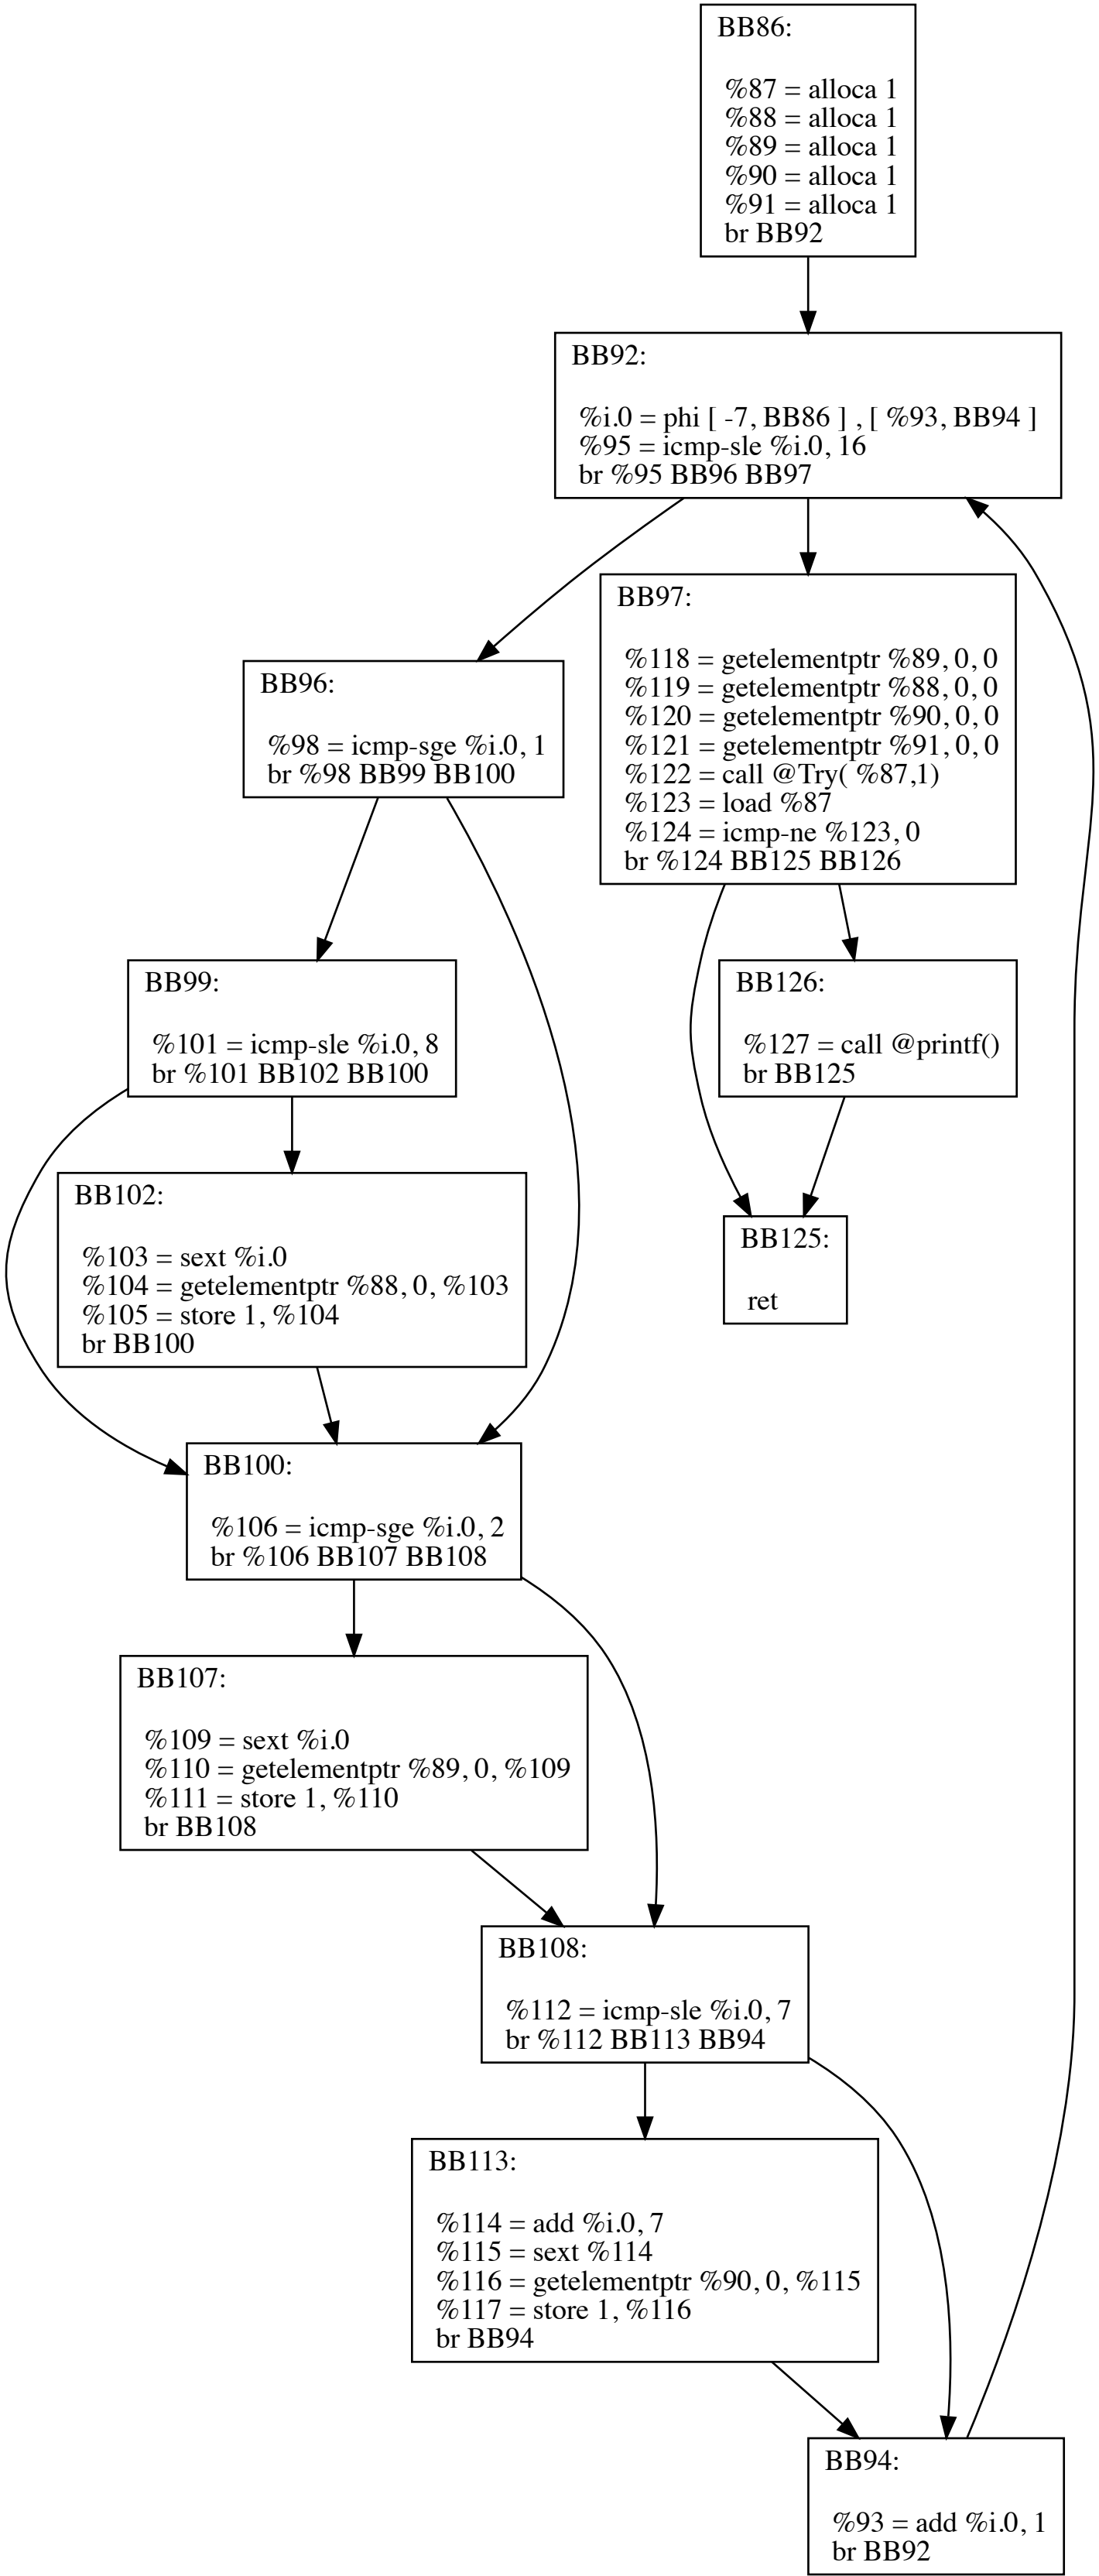 BB86:
%87 = alloca 1
%88 = alloca 1
%89 = alloca 1
%90 = alloca 1
%91 = alloca 1
br BB92
BB92:
%i.0 = phi [ -7, BB86 ] , [ %93, BB94 ]
%95 = icmp-sle %i.0, 16
br %95 BB96 BB97
BB97:
%118 = getelementptr %89, 0, 0
%119 = getelementptr %88, 0, 0
%120 = getelementptr %90, 0, 0
%121 = getelementptr %91, 0, 0
%122 = call @Try( %87,1)
%123 = load %87
%124 = icmp-ne %123, 0
br %124 BB125 BB126
BB96:
%98 = icmp-sge %i.0, 1
br %98 BB99 BB100
BB99:
%101 = icmp-sle %i.0, 8
br %101 BB102 BB100
BB126:
%127 = call @printf()
br BB125
BB102:
%103 = sext %i.0
%104 = getelementptr %88, 0, %103
%105 = store 1, %104
br BB100
BB125:
ret
BB100:
%106 = icmp-sge %i.0, 2
br %106 BB107 BB108
BB107:
%109 = sext %i.0
%110 = getelementptr %89, 0, %109
%111 = store 1, %110
br BB108
BB108:
%112 = icmp-sle %i.0, 7
br %112 BB113 BB94
BB113:
%114 = add %i.0, 7
%115 = sext %114
%116 = getelementptr %90, 0, %115
%117 = store 1, %116
br BB94
BB94:
%93 = add %i.0, 1
br BB92